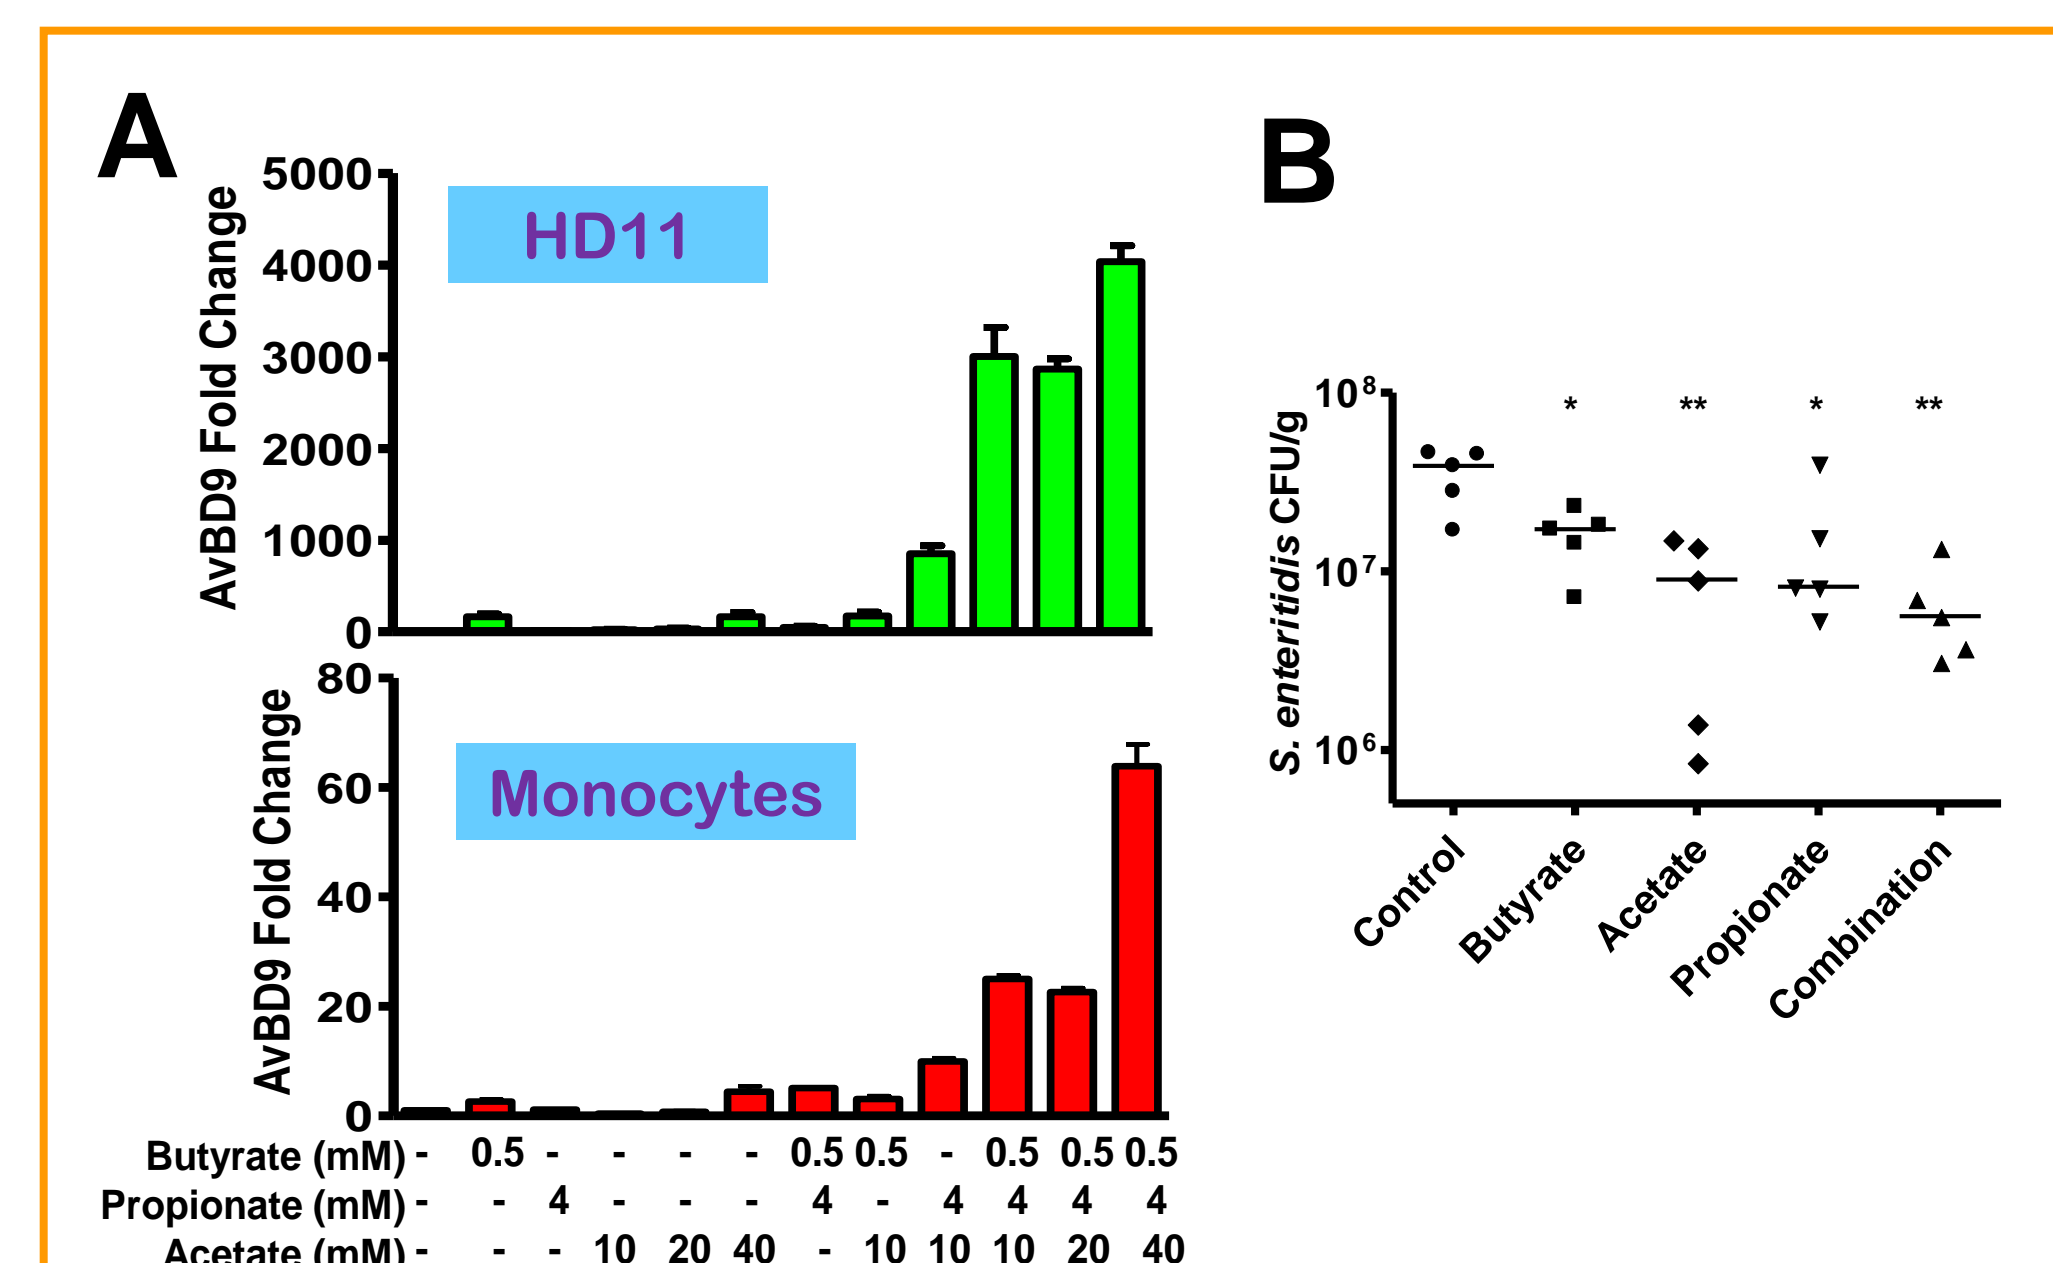 A
5000
4000
3000
2000
1000
0
AvBD9 Fold Change
HD11
80
60
40
20
0
AvBD9 Fold Change
Monocytes
Butyrate (mM) - 0.5 - - - - 0.5 0.5 - 0.5 0.5 0.5
Propionate (mM) - - 4 - - - 4 - 4 4 4 4
Acetate (mM) - - - 10 20 40 - 10 10 10 20 40
B
10⁸
10⁷
10⁶
S. enteritidis CFU/g
* ** * **
Control
Butyrate
Acetate
Propionate
Combination